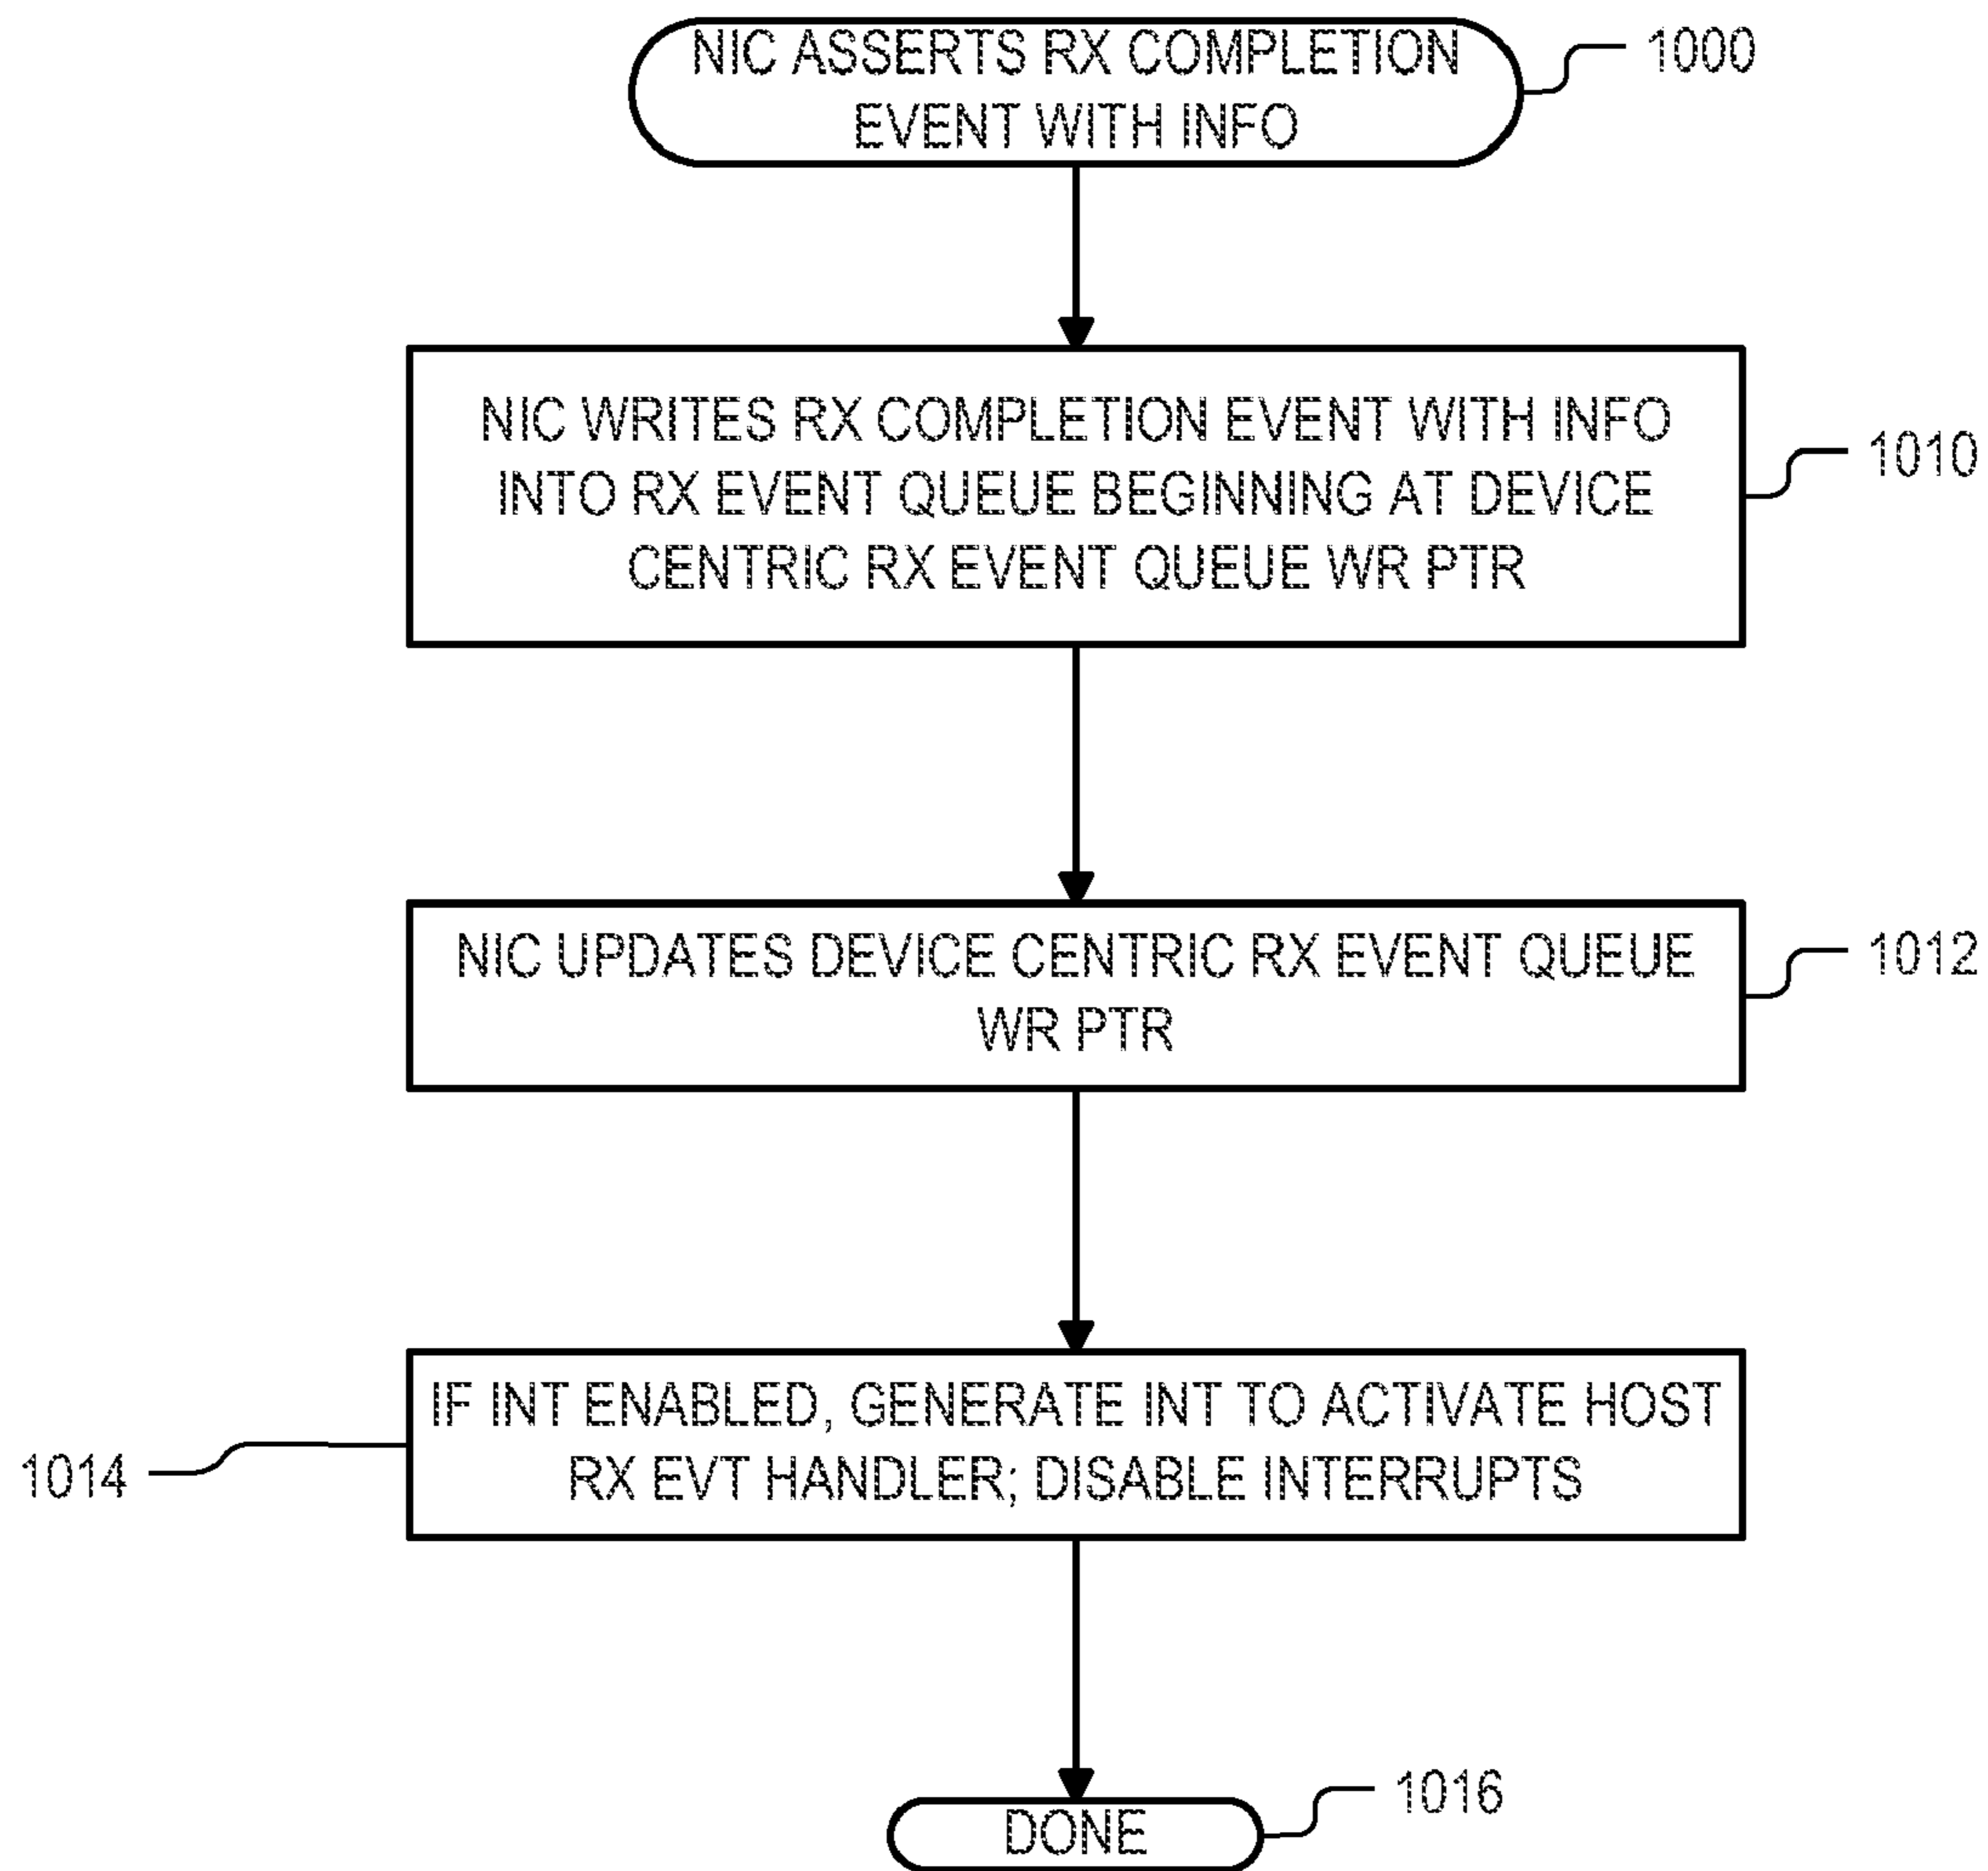 NIC ASSERTS RX COMPLETION
EVENT WITH INFO
1000
NIC WRITES RX COMPLETION EVENT WITH INFO
INTO RX EVENT QUEUE BEGINNING AT DEVICE
CENTRIC RX EVENT QUEUE WR PTR
1010
NIC UPDATES DEVICE CENTRIC RX EVENT QUEUE
WR PTR
1012
IF INT ENABLED, GENERATE INT TO ACTIVATE HOST
RX EVT HANDLER; DISABLE INTERRUPTS
1014
DONE
1016